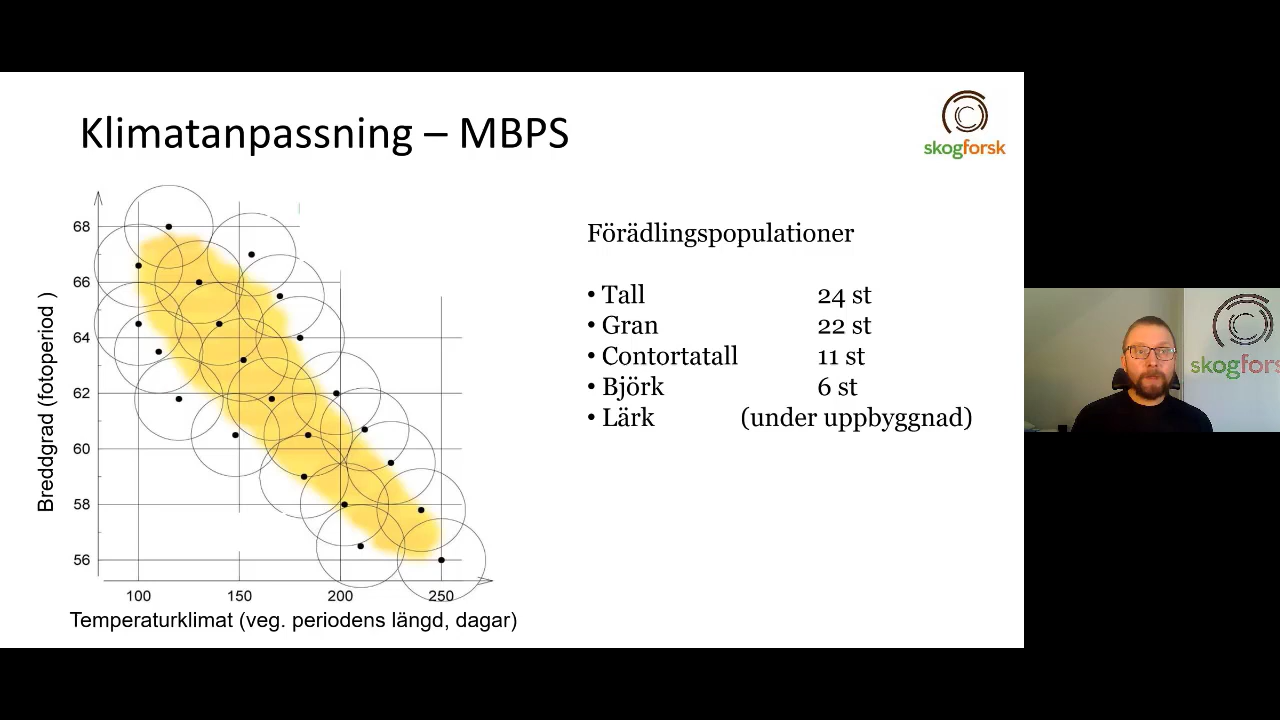 Klimatanpassning – MBPS
skogforsk
68
66
64
62
60
58
56
Breddgrad (fotoperiod )
100 150 200 250
Temperaturklimat (veg. periodens längd, dagar)
Förädlingspopulationer
• Tall 24 st
• Gran 22 st
• Contortatall 11 st
• Björk 6 st
• Lärk (under uppbyggnad)
skogfors